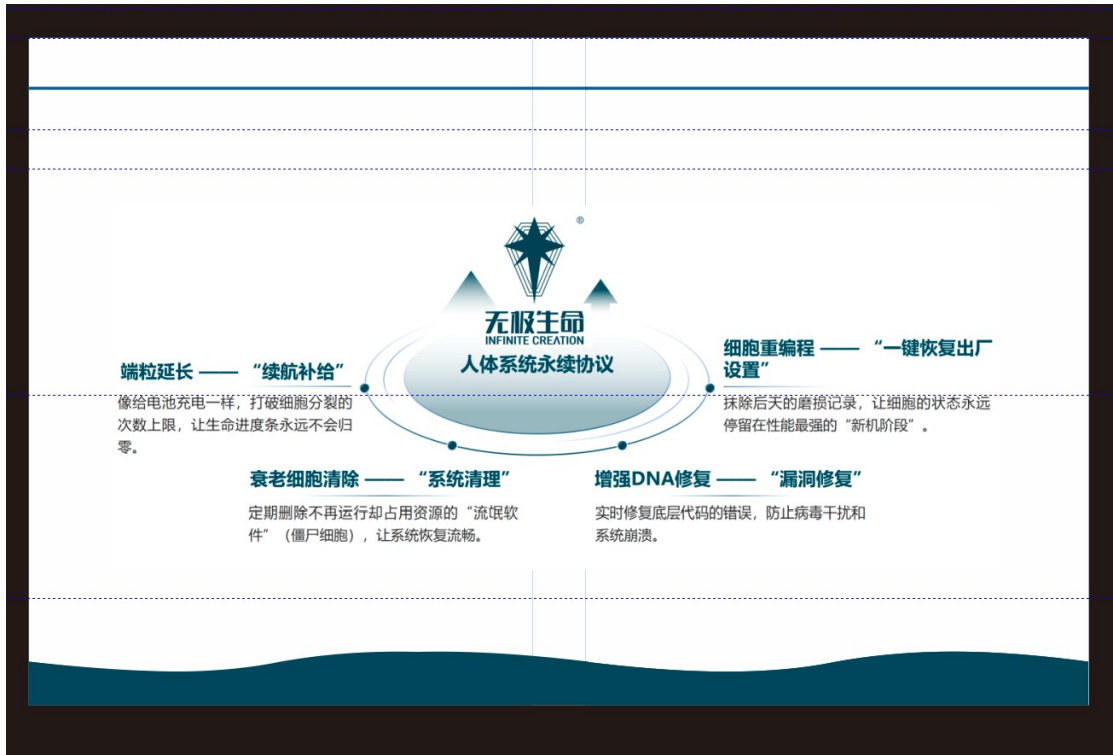 ®
无极生命
INFINITE CREATION
人体系统永续协议
端粒延长 —— “续航补给”
像给电池充电一样，打破细胞分裂的
次数上限，让生命进度条永远不会归
零。
细胞重编程 —— “一键恢复出厂
设置”
抹除后天的磨损记录，让细胞的状态永远
停留在性能最强的“新机阶段”。
衰老细胞清除 —— “系统清理”
定期删除不再运行却占用资源的“流氓软
件”（僵尸细胞），让系统恢复流畅。
增强DNA修复 —— “漏洞修复”
实时修复底层代码的错误，防止病毒干扰和
系统崩溃。